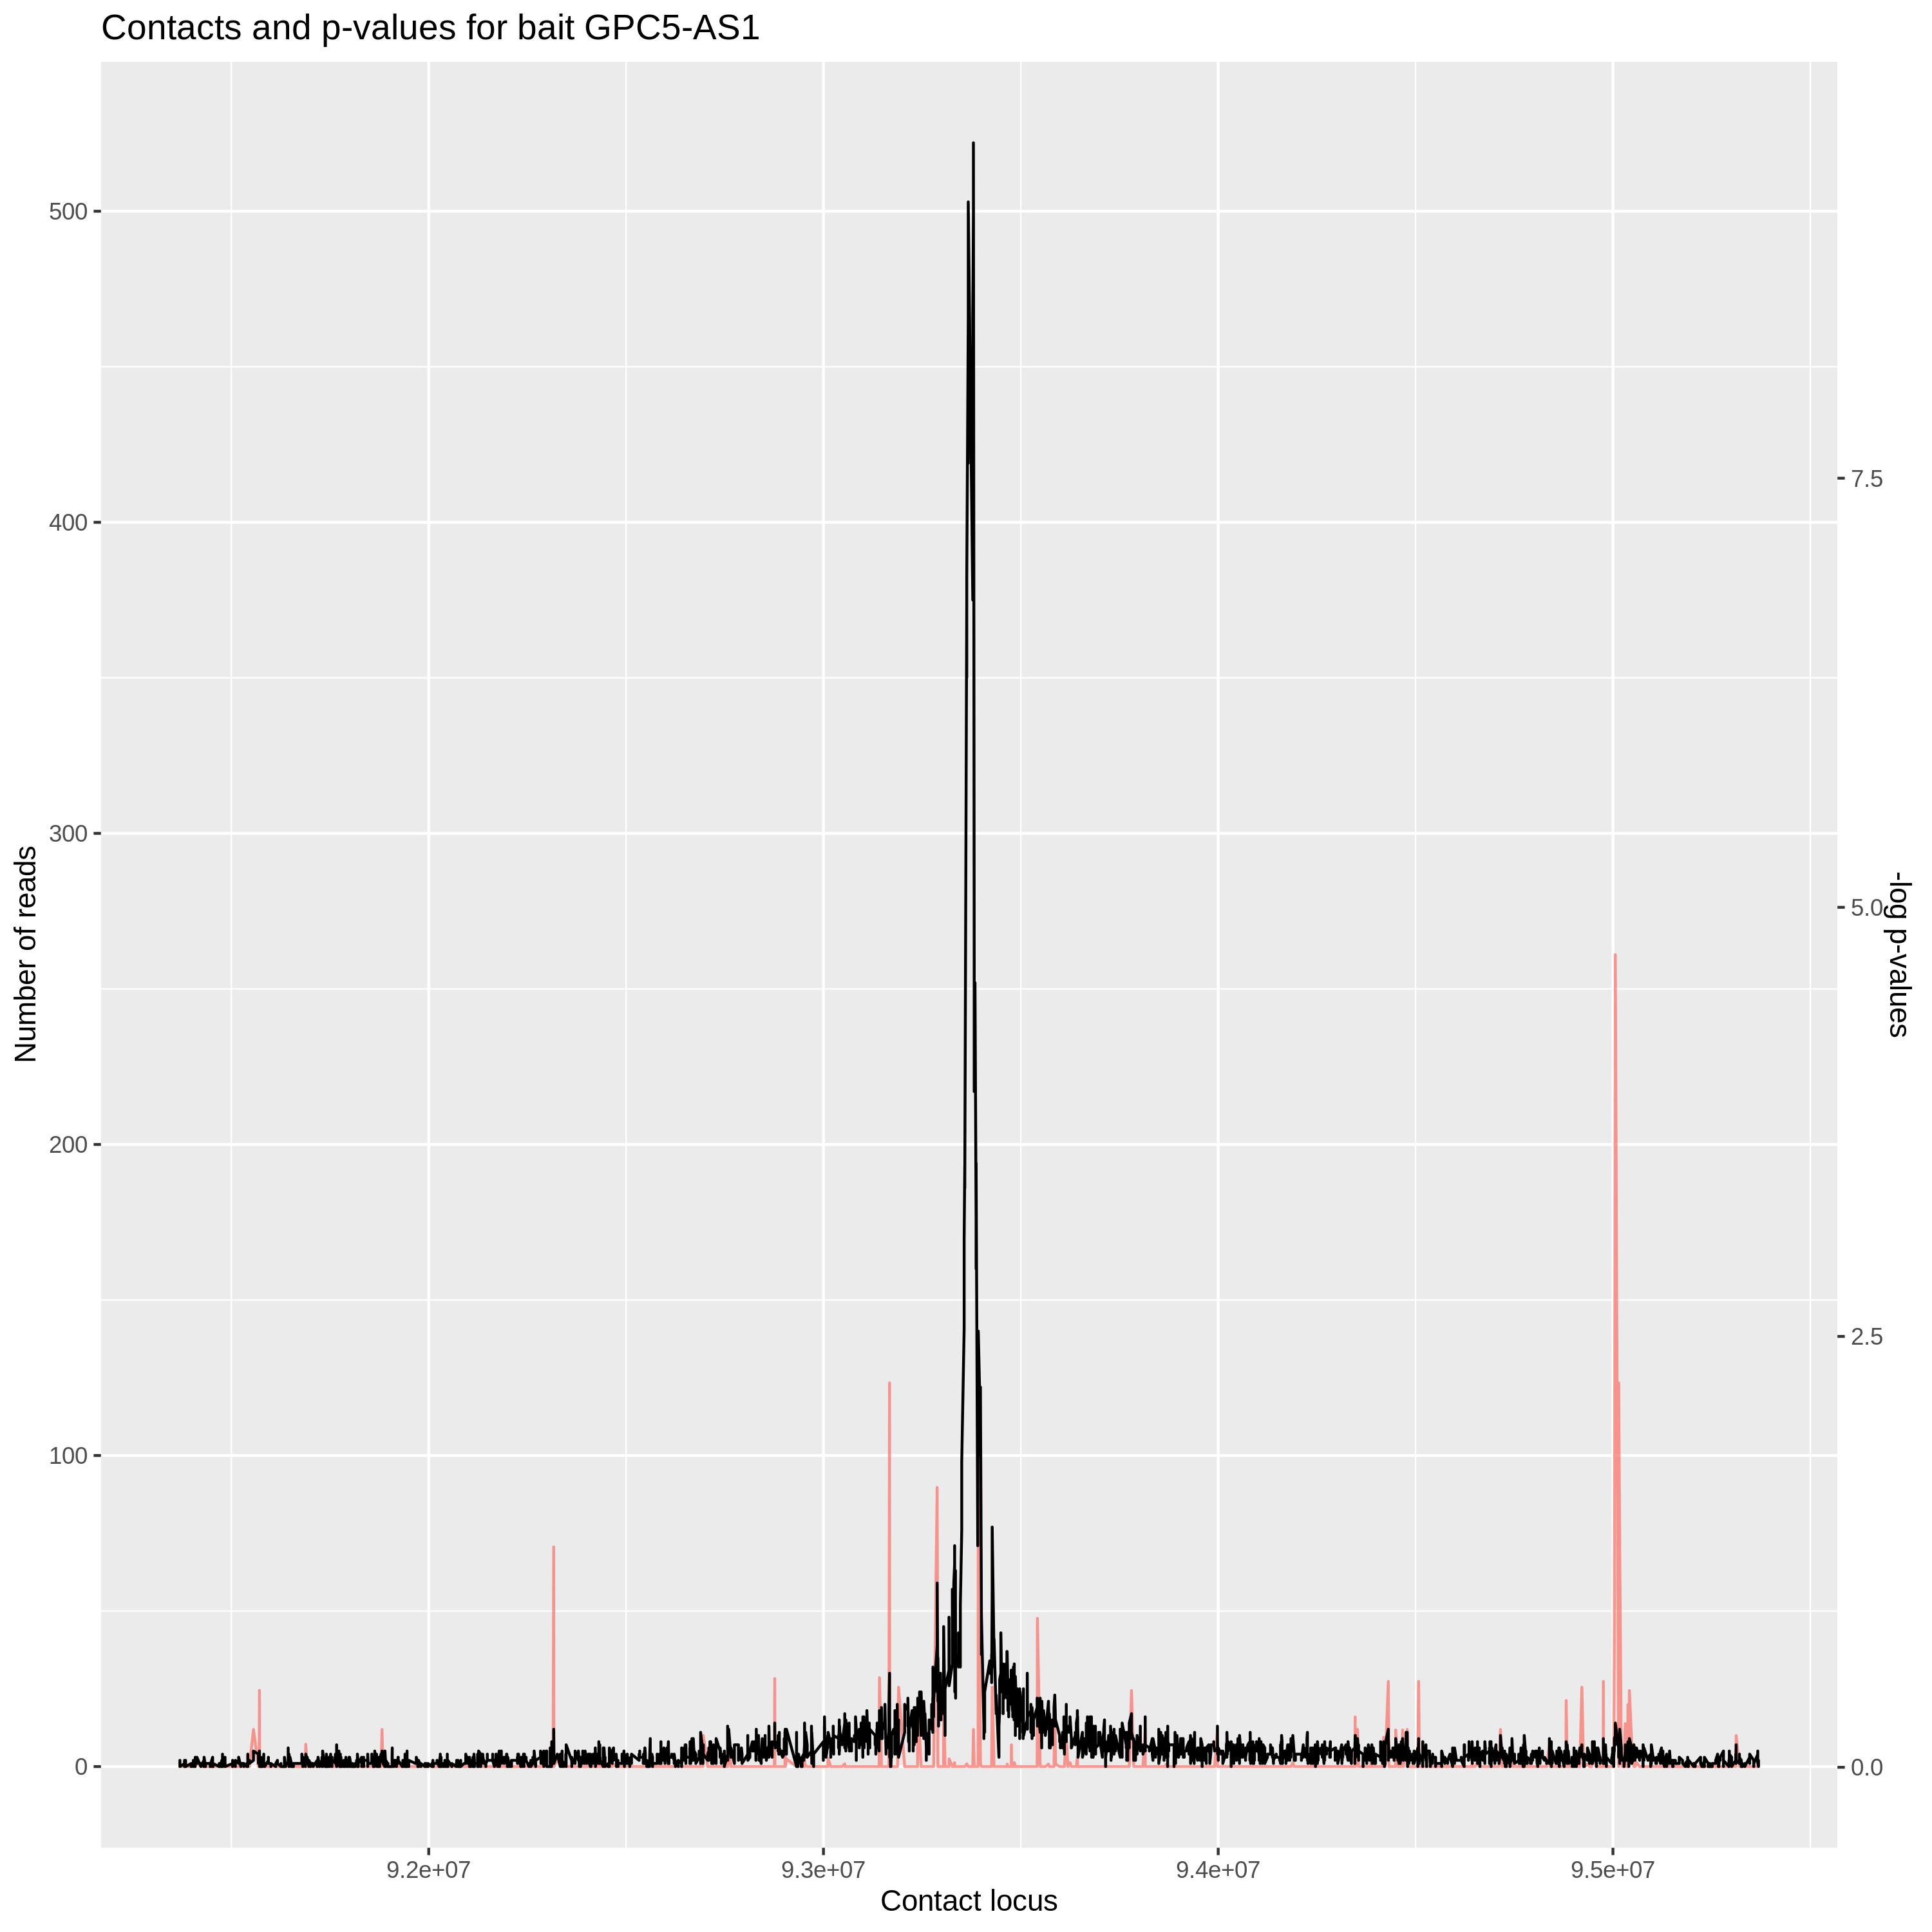 Contacts and p-values for bait GPC5-AS1
500
400
300
200
100
0
Number of reads
7.5
5.0
2.5
0.0
-log p-values
9.2e+07
9.3e+07
9.4e+07
9.5e+07
Contact locus